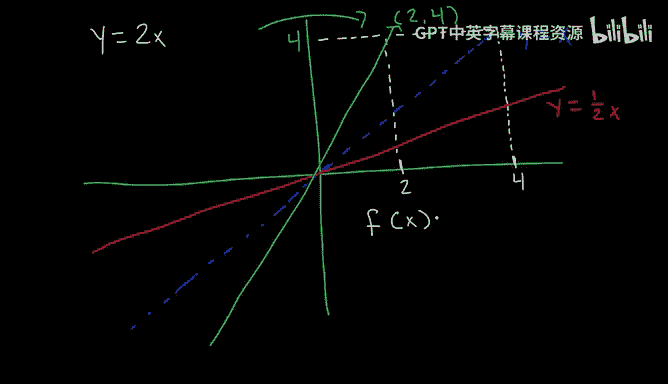 y = 2x
(2,4)
4
GPT中英字幕课程资源 bilibili
y = 1/2 x
2
4
f(x)